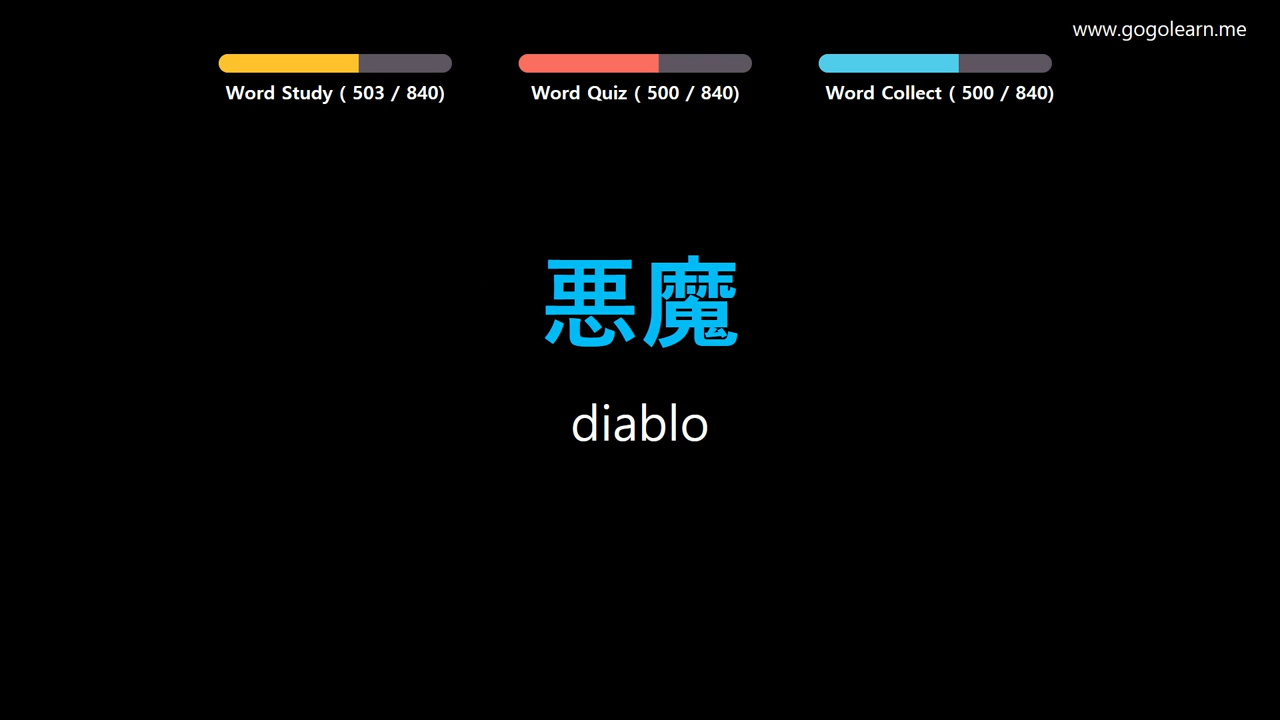 www.gogolearn.me
Word Study ( 503 / 840)
Word Quiz ( 500 / 840)
Word Collect ( 500 / 840)
悪魔
diablo